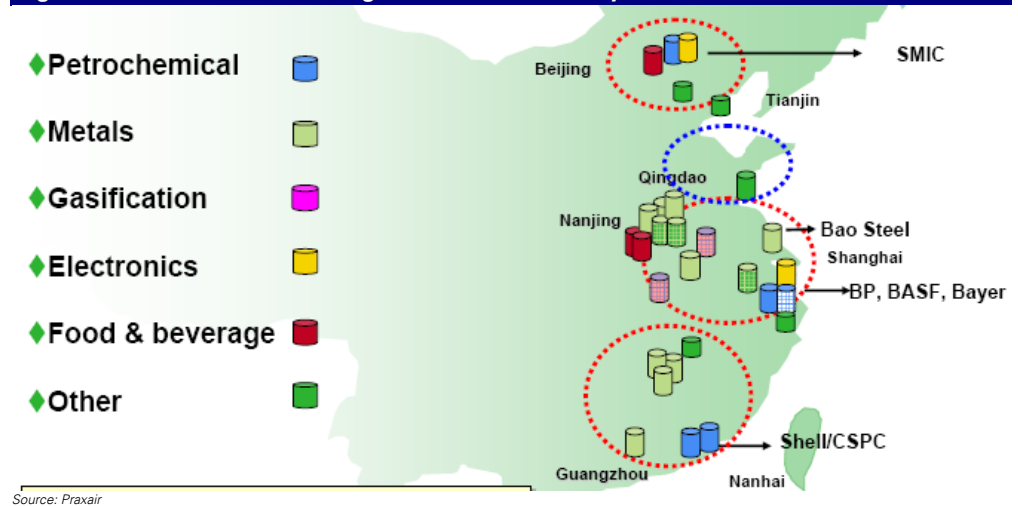 Petrochemical
Metals
Gasification
Electronics
Food & beverage
Other
Beijing
SMIC
Tianjin
Qingdao
Nanjing
Bao Steel
Shanghai
BP, BASF, Bayer
Shell/CSPC
Guangzhou
Nanhai
Source: Praxair